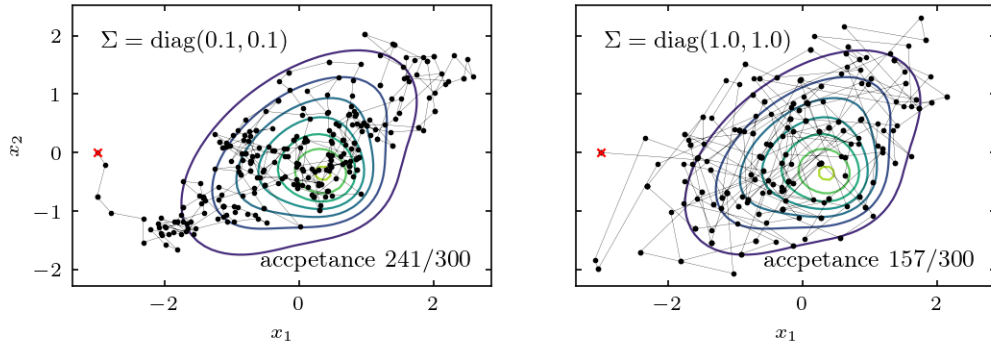 Σ = diag(0.1, 0.1)
2
1
0
−1
−2
x₂
accpetance 241/300
−2
0
2
x₁
Σ = diag(1.0, 1.0)
accpetance 157/300
−2
0
2
x₁